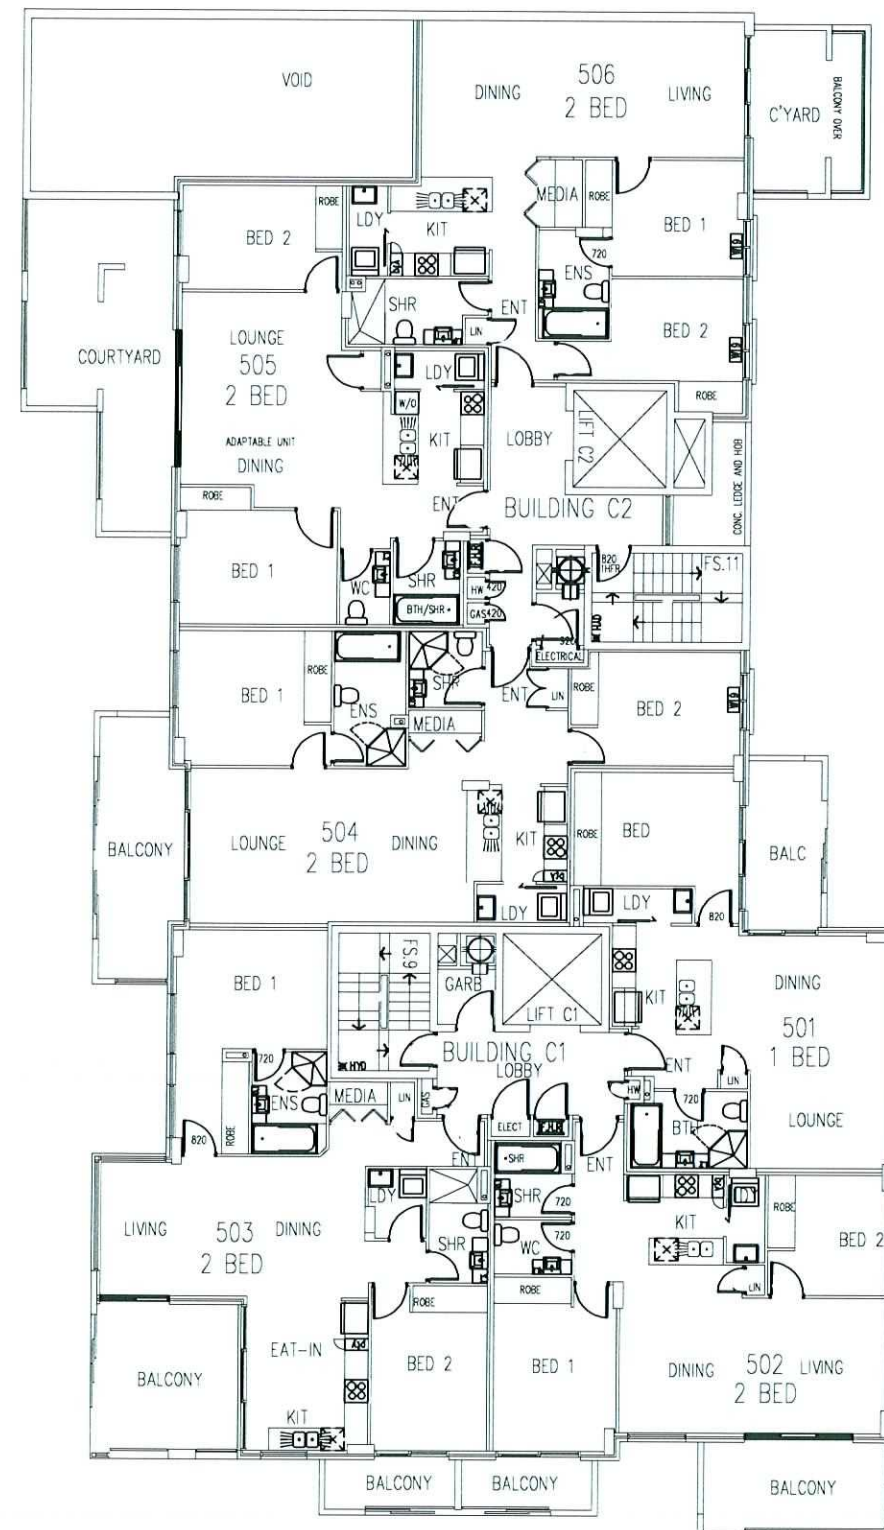 VOID
506
2 BED
DINING
LIVING
C'YARD
BALCONY OVER
MEDIA
ROBE
BED 1
720
ENS
BED 2
ROBE
ROBE
BED 2
LDY
KIT
SHR
ENT
LIN
COURTYARD
LOUNGE
505
2 BED
ADAPTABLE UNIT
DINING
LDY
W/O
KIT
ENT
LOBBY
LIFT C2
BUILDING C2
CONC. LEDGE AND HOB
ROBE
BED 1
WC
SHR
BTH/SHR
F.H.R
HW
420
GAS
420
820
1HFR
FS.11
HYD
ELECTRICAL
BED 1
ROBE
ENS
SHR
MEDIA
ENT
LIN
ROBE
BED 2
BALCONY
LOUNGE
504
2 BED
DINING
KIT
LDY
ROBE
BED
BALC
LDY
820
BED 1
FS.9
HYD
GARB
LIFT C1
BUILDING C1
LOBBY
KIT
DINING
501
1 BED
LOUNGE
ENT
LIN
HW
720
BTH
720
ENS
ROBE
820
MEDIA
LIN
GAS
ELECT
F.H.R
ENT
ENT
LIVING
503
2 BED
DINING
LDY
SHR
SHR
SHR
720
WC
720
KIT
ROBE
BED 2
LIN
ROBE
BED 2
ROBE
BED 1
BALCONY
EAT-IN
KIT
DINING
502
2 BED
LIVING
BALCONY
BALCONY
BALCONY